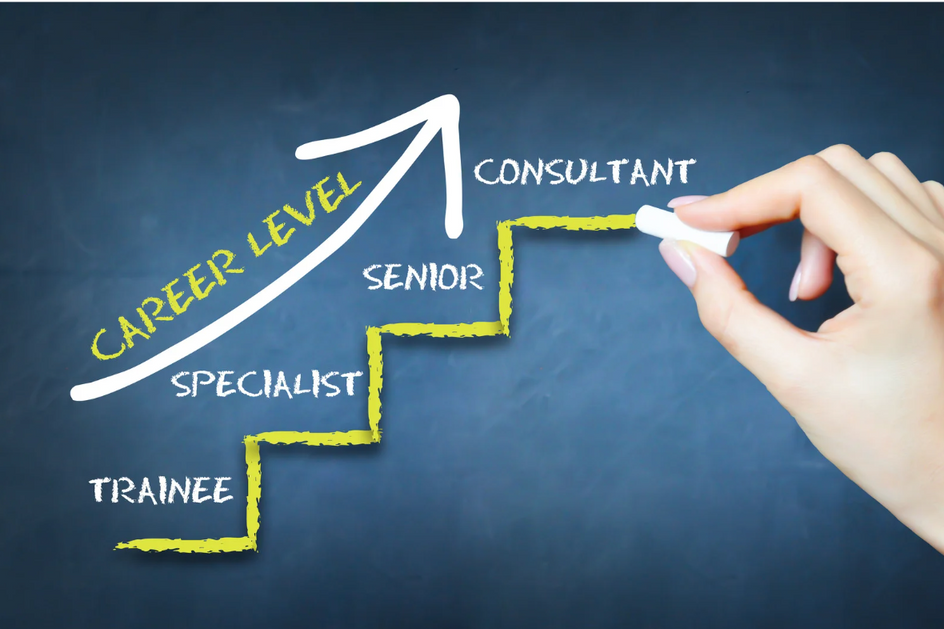 CAREER LEVEL
CONSULTANT
SENIOR
SPECIALIST
TRAINEE